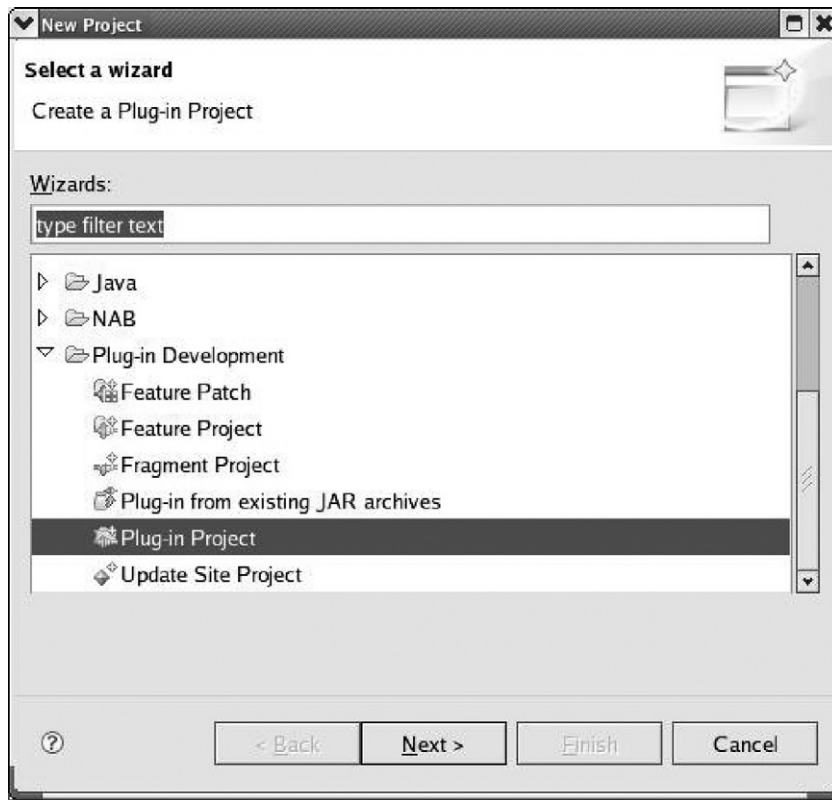 New Project
Select a wizard
Create a Plug-in Project
Wizards:
type filter text
Java
NAB
Plug-in Development
Feature Patch
Feature Project
Fragment Project
Plug-in from existing JAR archives
Plug-in Project
Update Site Project
? < Back Next > Finish Cancel